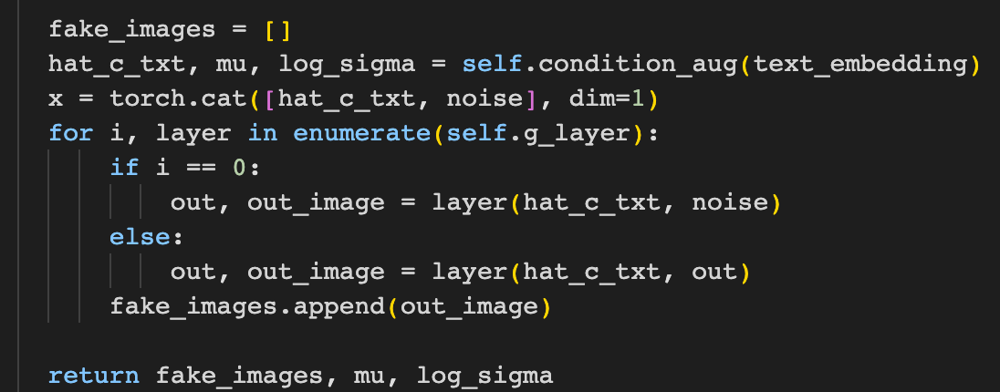 fake_images = []
hat_c_txt, mu, log_sigma = self.condition_aug(text_embedding)
x = torch.cat([hat_c_txt, noise], dim=1)
for i, layer in enumerate(self.g_layer):
    if i == 0:
        out, out_image = layer(hat_c_txt, noise)
    else:
        out, out_image = layer(hat_c_txt, out)
    fake_images.append(out_image)

return fake_images, mu, log_sigma